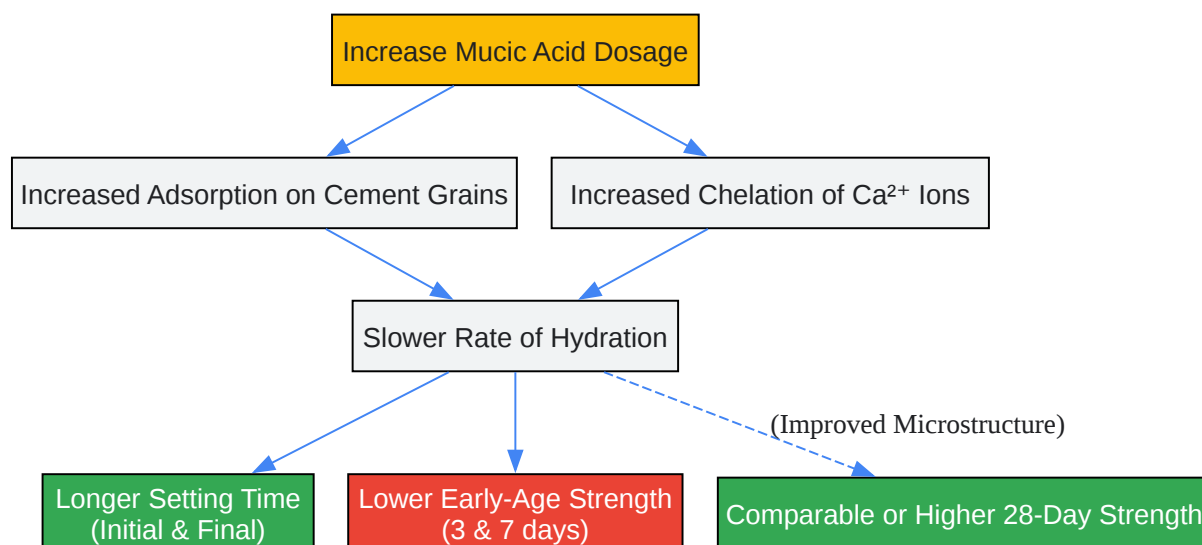 Increase Mucic Acid Dosage
Increased Adsorption on Cement Grains
Increased Chelation of Ca²⁺ Ions
Slower Rate of Hydration
(Improved Microstructure)
Longer Setting Time
(Initial & Final)
Lower Early-Age Strength
(3 & 7 days)
Comparable or Higher 28-Day Strength